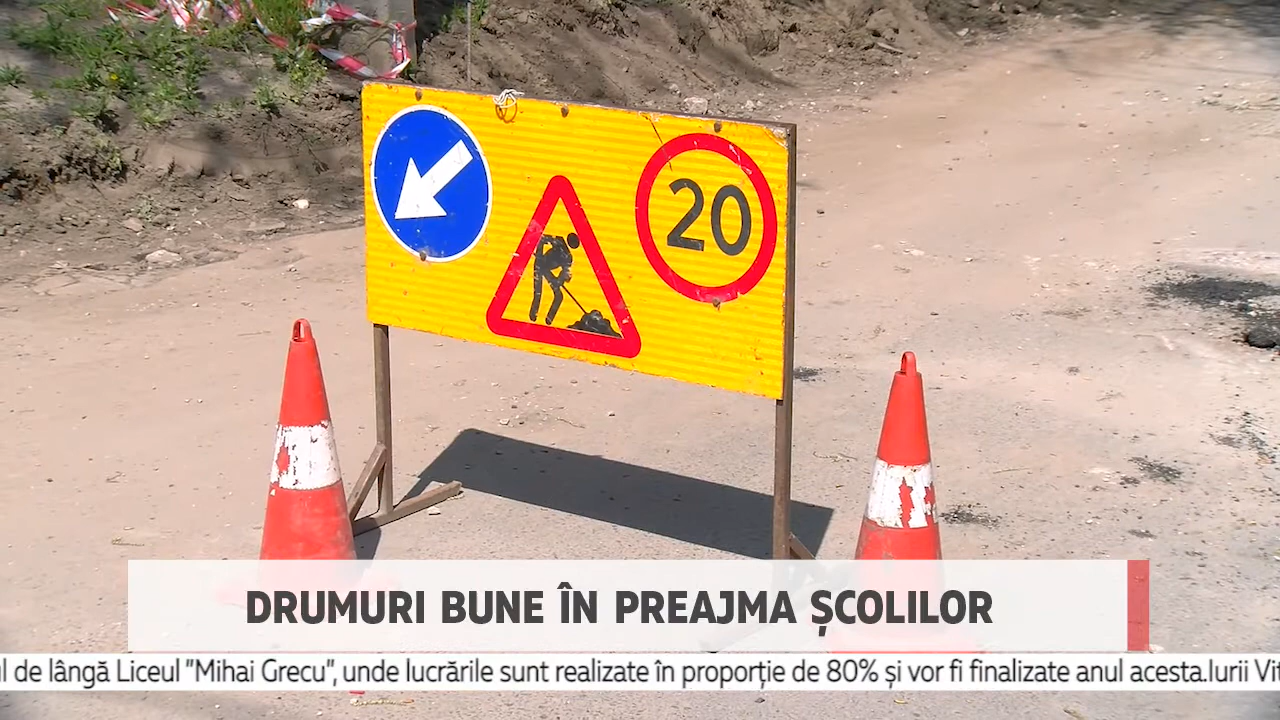 20
DRUMURI BUNE ÎN PREAJMA ȘCOLILOR
de lângă Liceul "Mihai Grecu", unde lucrările sunt realizate în proporție de 80% și vor fi finalizate anul acesta.Iurii